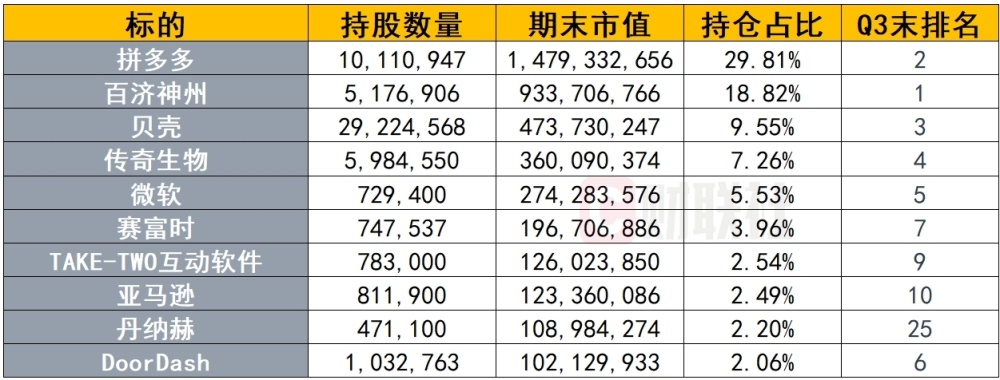 标的 持股数量 期末市值 持仓占比 Q3末排名
拼多多 10,110,947 1,479,332,656 29.81% 2
百济神州 5,176,906 933,706,766 18.82% 1
贝壳 29,224,568 473,730,247 9.55% 3
传奇生物 5,984,550 360,090,374 7.26% 4
微软 729,400 274,283,576 5.53% 5
赛富时 747,537 196,706,886 3.96% 7
TAKE-TWO互动软件 783,000 126,023,850 2.54% 9
亚马逊 811,900 123,360,086 2.49% 10
丹纳赫 471,100 108,984,274 2.20% 25
DoorDash 1,032,763 102,129,933 2.06% 6
财联社